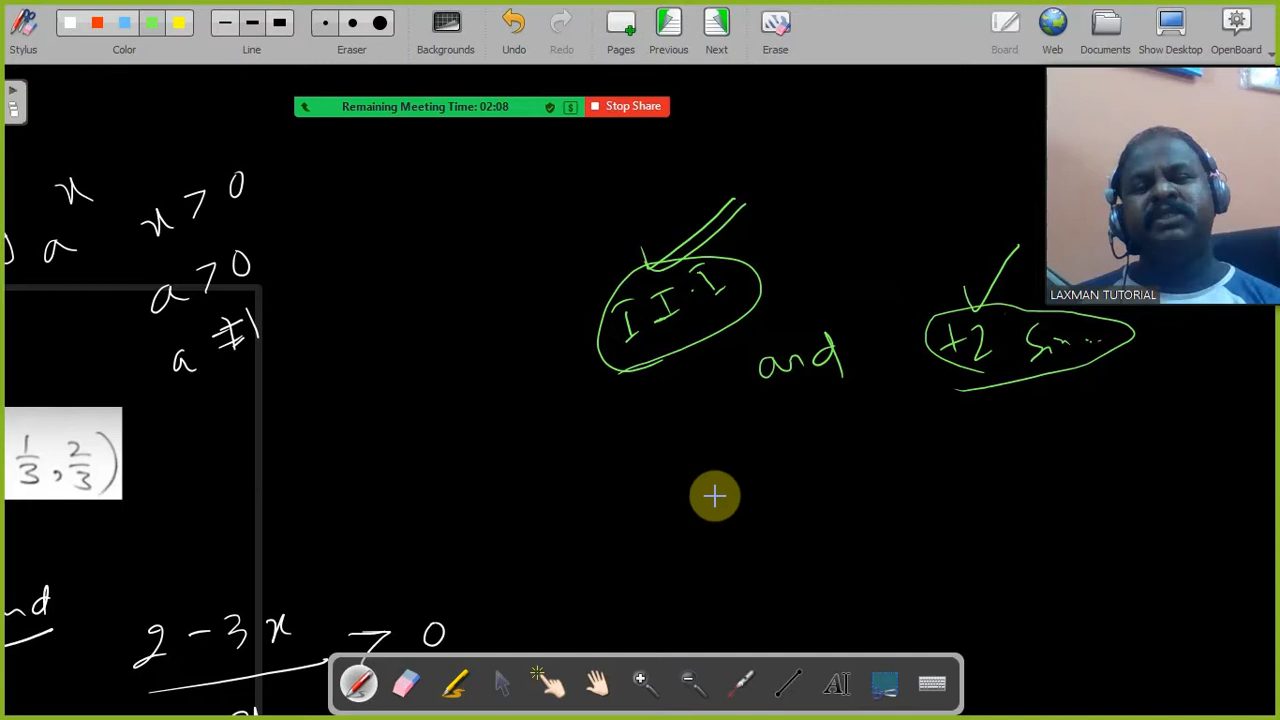 Stylus
Color
Line
Eraser
Backgrounds
Undo
Redo
Pages
Previous
Next
Erase
Board
Web
Documents
Show Desktop
OpenBoard
Remaining Meeting Time: 02:08
Stop Share
LAXMAN TUTORIAL
) a^x x > 0
a > 0
a ≠ 1
I I . I
and
+2 Sin ...
1/3 , 2/3 )
nd
2 - 3x > 0